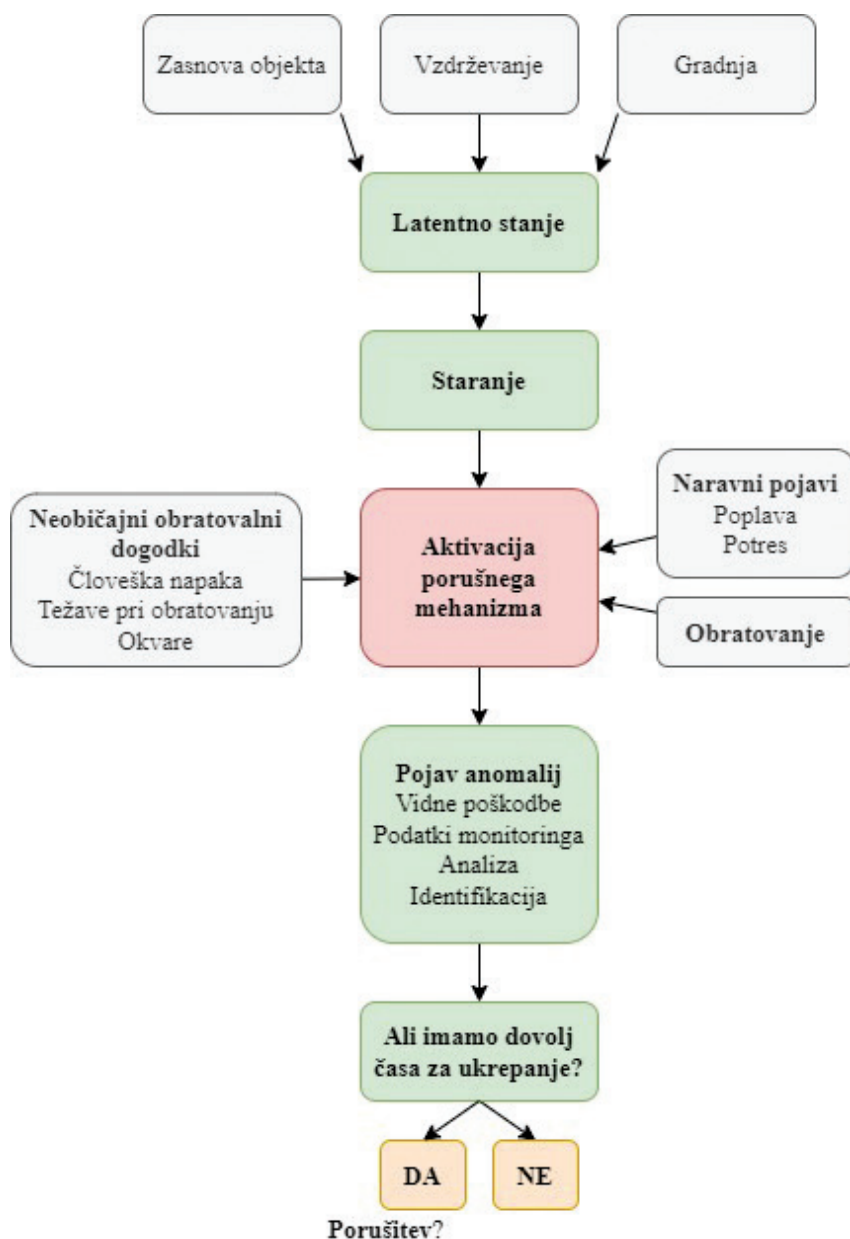 Zasnova objekta
Vzdrževanje
Gradnja
Latentno stanje
Staranje
Neobičajni obratovalni
dogodki
Človeška napaka
Težave pri obratovanju
Okvare
Aktivacija
porušnega
mehanizma
Naravni pojavi
Poplava
Potres
Obratovanje
Pojav anomalij
Vidne poškodbe
Podatki monitoringa
Analiza
Identifikacija
Ali imamo dovolj
časa za ukrepanje?
DA
NE
Porušitev?